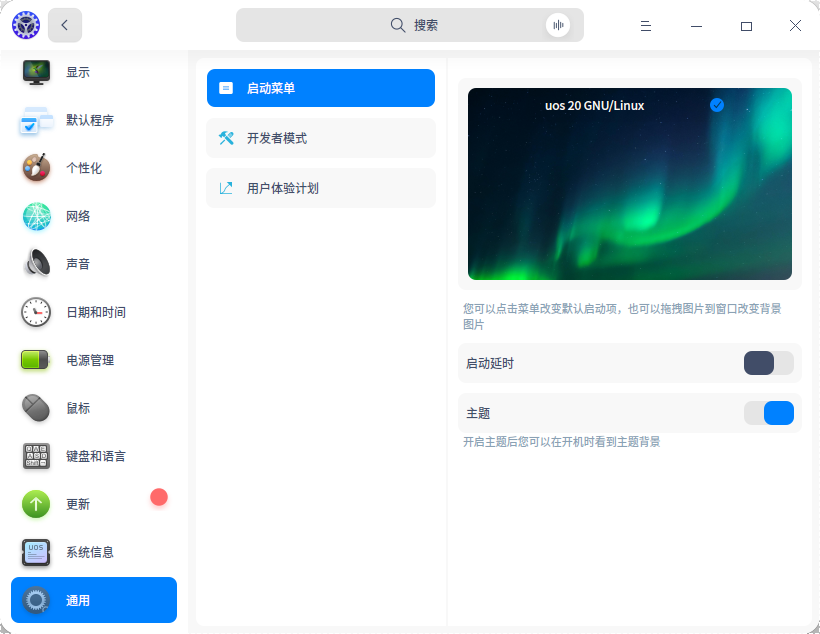 搜索
显示
默认程序
个性化
网络
声音
日期和时间
电源管理
鼠标
键盘和语言
更新
UOS
系统信息
通用
启动菜单
开发者模式
用户体验计划
uos 20 GNU/Linux
您可以点击菜单改变默认启动项，也可以拖拽图片到窗口改变背景
图片
启动延时
主题
开启主题后您可以在开机时看到主题背景